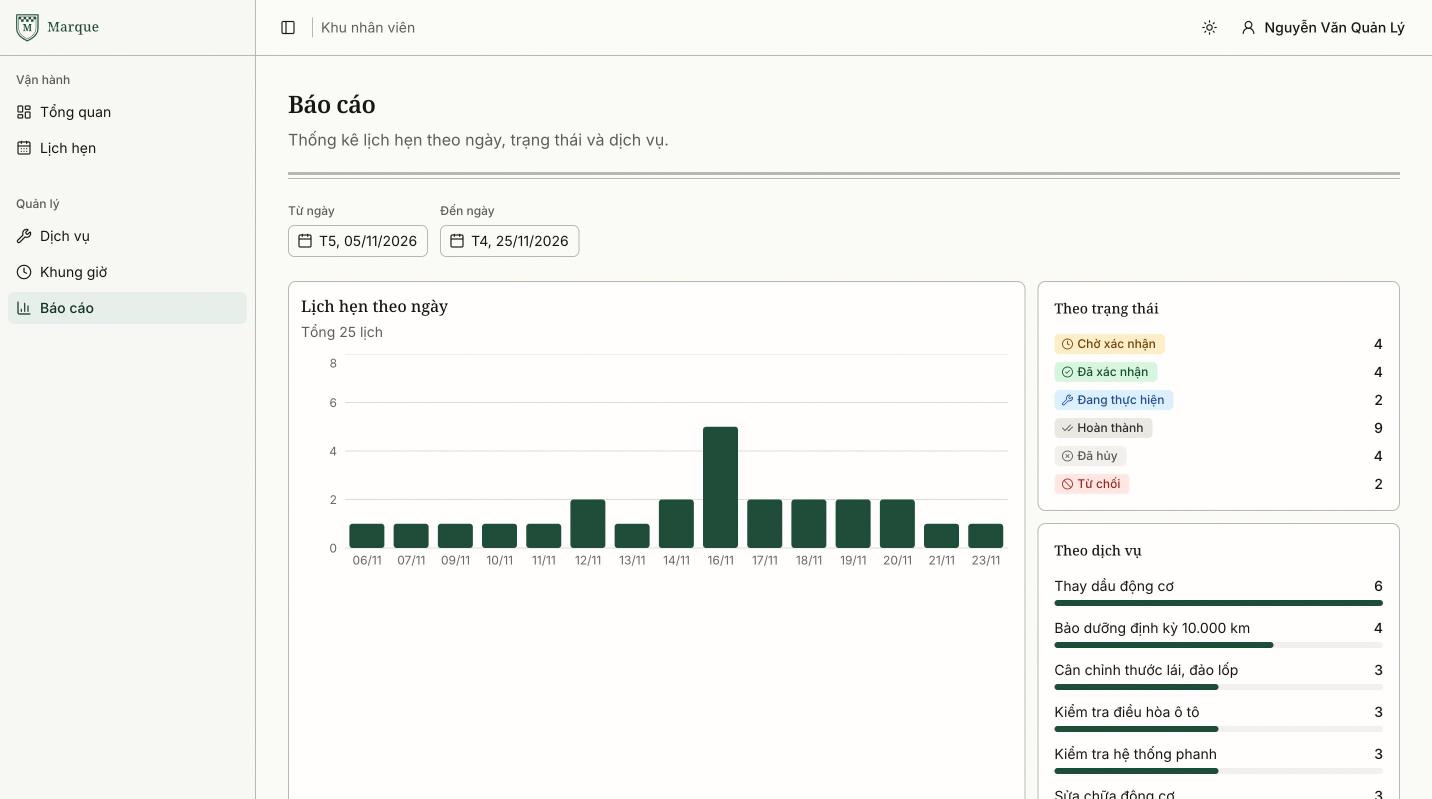 M
Marque
Khu nhân viên
Nguyễn Văn Quản Lý
Vận hành
Tổng quan
Lịch hẹn
Quản lý
Dịch vụ
Khung giờ
Báo cáo
Báo cáo
Thống kê lịch hẹn theo ngày, trạng thái và dịch vụ.
Từ ngày
Đến ngày
T5, 05/11/2026
T4, 25/11/2026
Lịch hẹn theo ngày
Tổng 25 lịch
8
6
4
2
0
06/11 07/11 09/11 10/11 11/11 12/11 13/11 14/11 16/11 17/11 18/11 19/11 20/11 21/11 23/11
Theo trạng thái
Chờ xác nhận 4
Đã xác nhận 4
Đang thực hiện 2
Hoàn thành 9
Đã hủy 4
Từ chối 2
Theo dịch vụ
Thay dầu động cơ 6
Bảo dưỡng định kỳ 10.000 km 4
Cân chỉnh thước lái, đảo lốp 3
Kiểm tra điều hòa ô tô 3
Kiểm tra hệ thống phanh 3
Sửa chữa động cơ 3